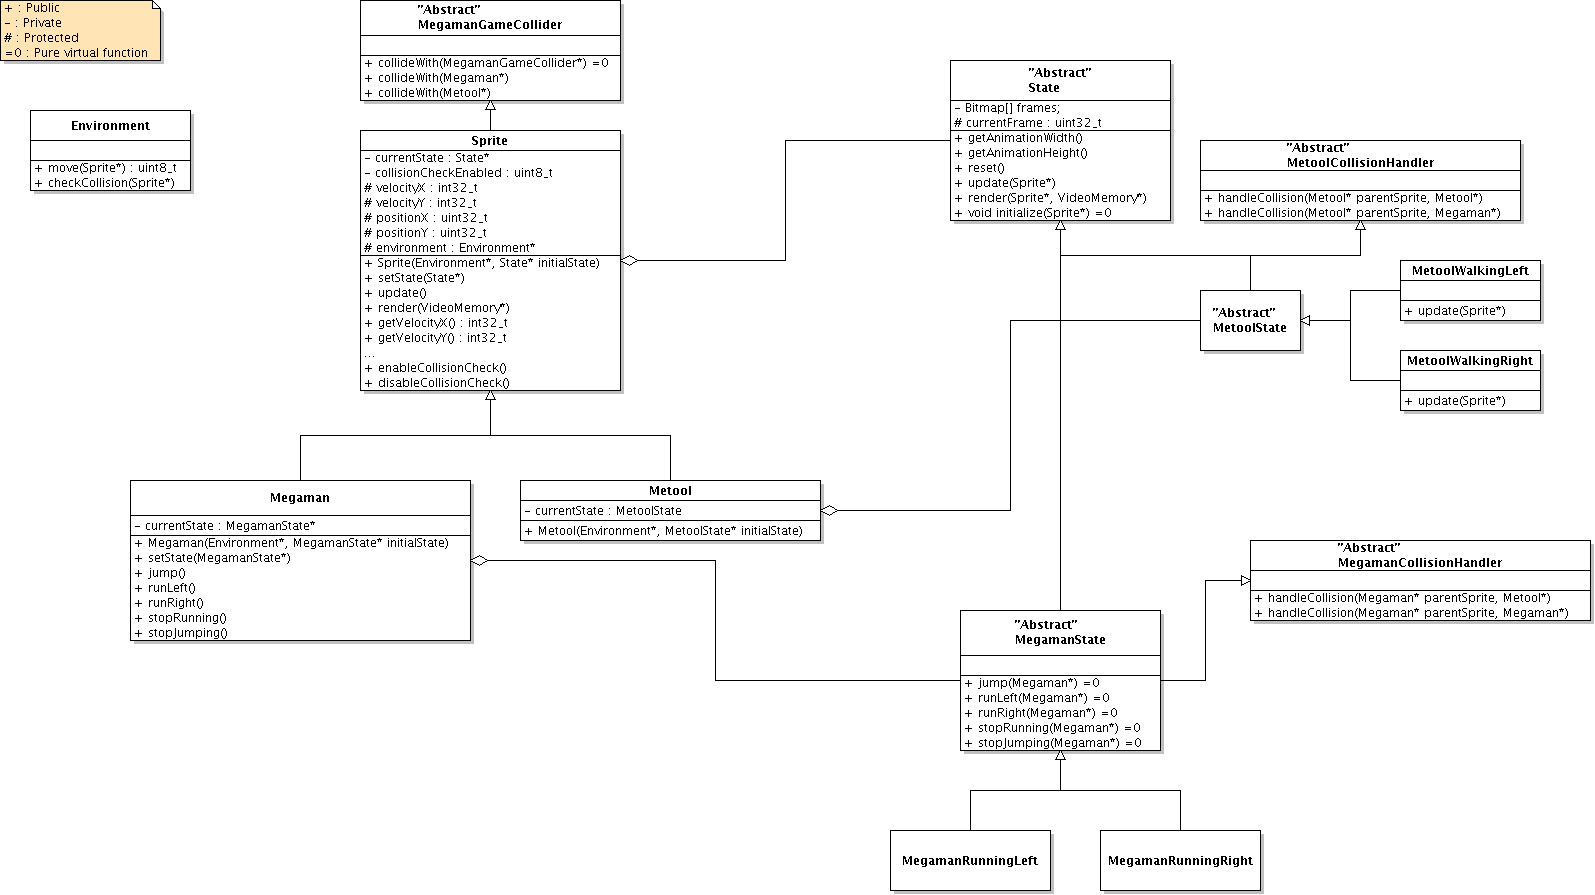 + : Public
- : Private
# : Protected
=0 : Pure virtual function
Environment
+ move(Sprite*) : uint8_t
+ checkCollision(Sprite*)
"Abstract"
MegamanGameCollider
+ collideWith(MegamanGameCollider*) =0
+ collideWith(Megaman*)
+ collideWith(Metool*)
Sprite
- currentState : State*
- collisionCheckEnabled : uint8_t
# velocityX : int32_t
# velocityY : int32_t
# positionX : uint32_t
# positionY : uint32_t
# environment : Environment*
+ Sprite(Environment*, State* initialState)
+ setState(State*)
+ update()
+ render(VideoMemory*)
+ getVelocityX() : int32_t
+ getVelocityY() : int32_t
...
+ enableCollisionCheck()
+ disableCollisionCheck()
"Abstract"
State
- Bitmap[] frames;
# currentFrame : uint32_t
+ getAnimationWidth()
+ getAnimationHeight()
+ reset()
+ update(Sprite*)
+ render(Sprite*, VideoMemory*)
+ void initialize(Sprite*) =0
"Abstract"
MetoolCollisionHandler
+ handleCollision(Metool* parentSprite, Metool*)
+ handleCollision(Metool* parentSprite, Megaman*)
"Abstract"
MetoolState
MetoolWalkingLeft
+ update(Sprite*)
MetoolWalkingRight
+ update(Sprite*)
Megaman
- currentState : MegamanState*
+ Megaman(Environment*, MegamanState* initialState)
+ setState(MegamanState*)
+ jump()
+ runLeft()
+ runRight()
+ stopRunning()
+ stopJumping()
Metool
- currentState : MetoolState
+ Metool(Environment*, MetoolState* initialState)
"Abstract"
MegamanCollisionHandler
+ handleCollision(Megaman* parentSprite, Metool*)
+ handleCollision(Megaman* parentSprite, Megaman*)
"Abstract"
MegamanState
+ jump(Megaman*) =0
+ runLeft(Megaman*) =0
+ runRight(Megaman*) =0
+ stopRunning(Megaman*) =0
+ stopJumping(Megaman*) =0
MegamanRunningLeft
MegamanRunningRight